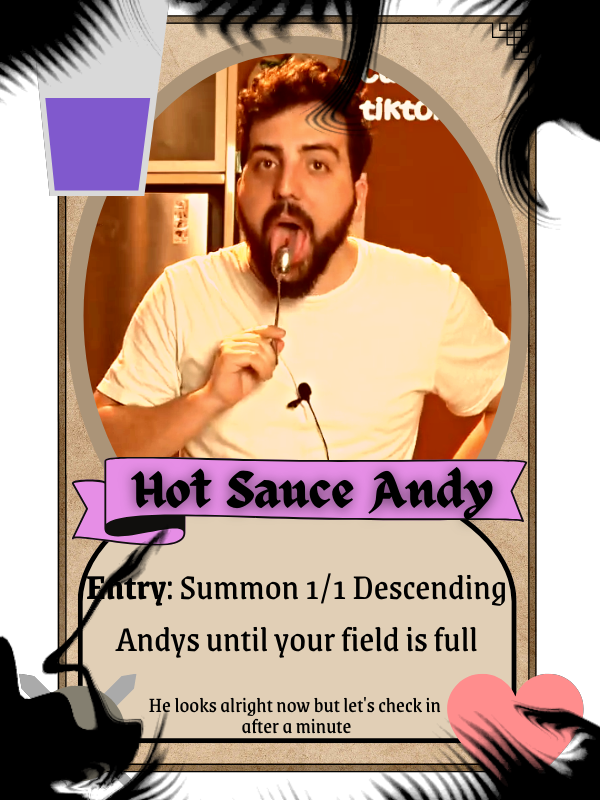 tikto
Hot Sauce Andy
Entry: Summon 1/1 Descending
Andys until your field is full
He looks alright now but let's check in
after a minute